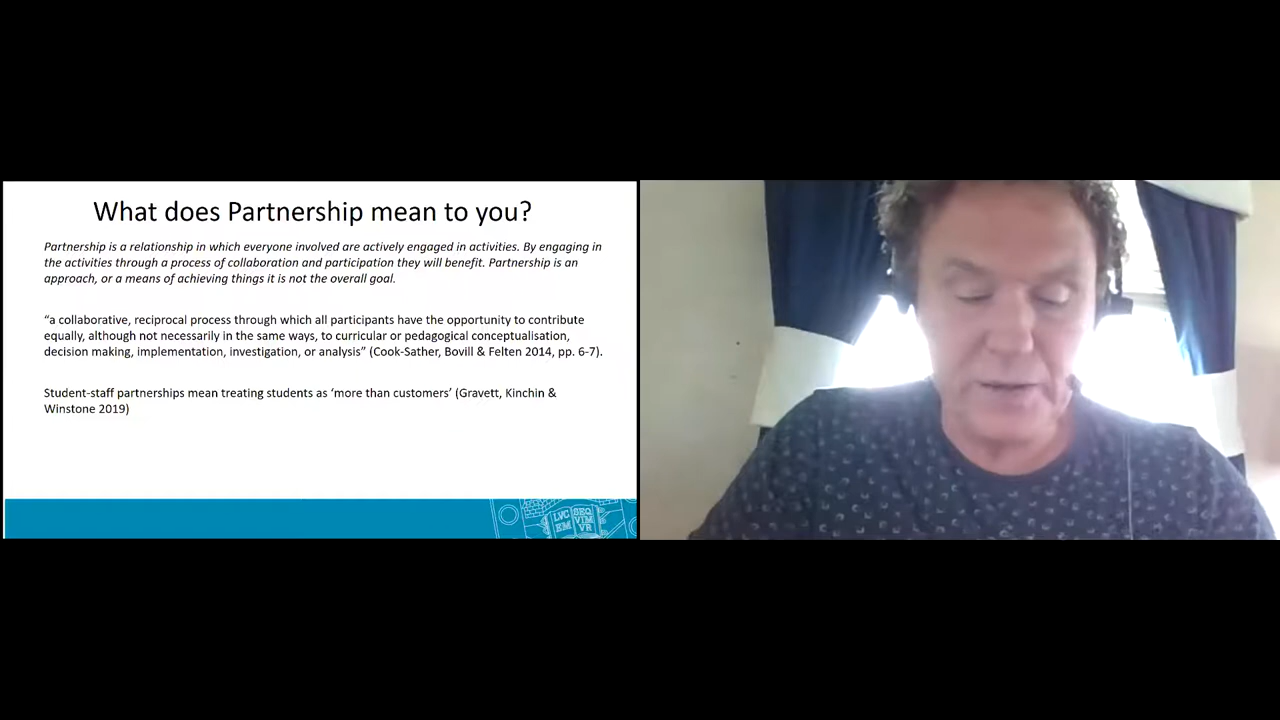 What does Partnership mean to you?
Partnership is a relationship in which everyone involved are actively engaged in activities. By engaging in
the activities through a process of collaboration and participation they will benefit. Partnership is an
approach, or a means of achieving things it is not the overall goal.
“a collaborative, reciprocal process through which all participants have the opportunity to contribute
equally, although not necessarily in the same ways, to curricular or pedagogical conceptualisation,
decision making, implementation, investigation, or analysis” (Cook-Sather, Bovill & Felten 2014, pp. 6-7).
Student-staff partnerships mean treating students as ‘more than customers’ (Gravett, Kinchin &
Winstone 2019)
LVC SEQ
EM VIM
VR